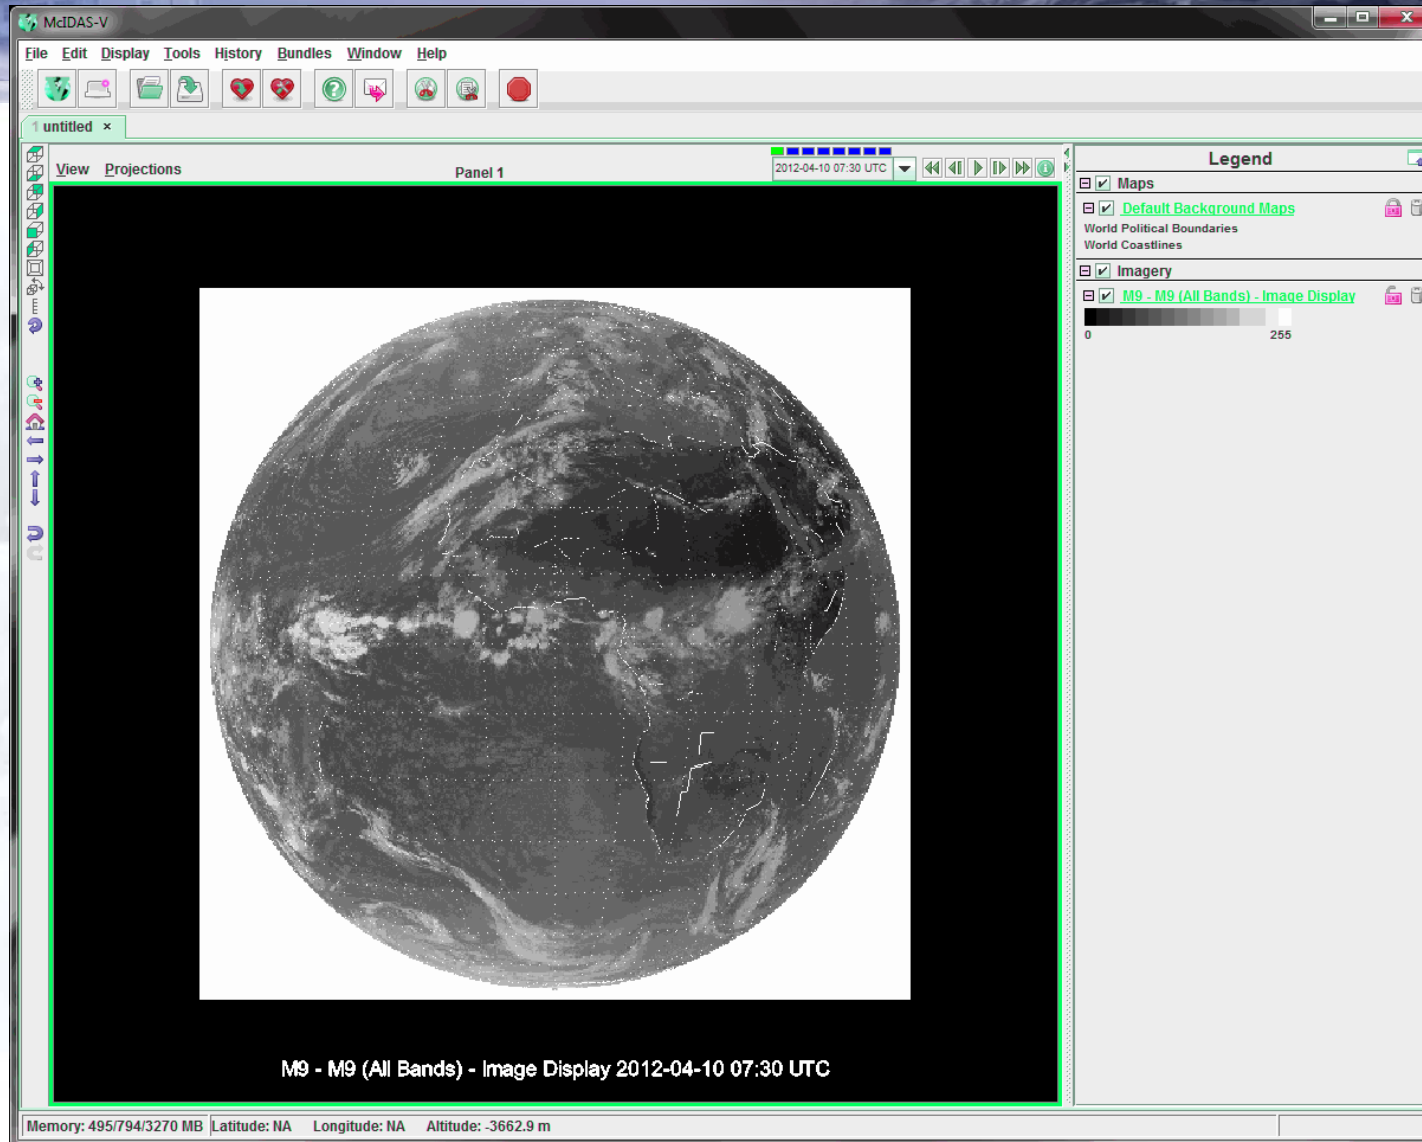 McIDAS-V
File Edit Display Tools History Bundles Window Help
1 untitled ×
View Projections
Panel 1
2012-04-10 07:30 UTC
Legend
Maps
Default Background Maps
World Political Boundaries
World Coastlines
Imagery
M9 - M9 (All Bands) - Image Display
0 255
M9 - M9 (All Bands) - Image Display 2012-04-10 07:30 UTC
Memory: 495/794/3270 MB Latitude: NA Longitude: NA Altitude: -3662.9 m